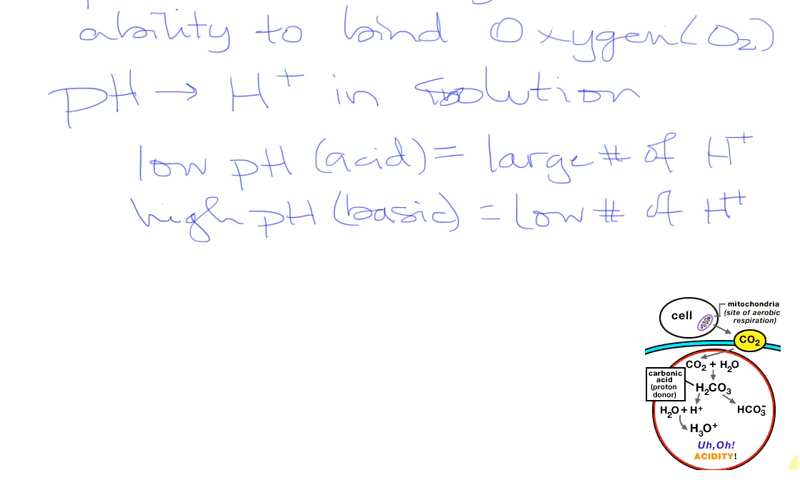 ability to bind Oxygen (O₂)
pH → H⁺ in solution
low pH (acid) = large # of H⁺
high pH (basic) = low # of H⁺
mitochondria
(site of aerobic
respiration)
cell
CO₂
CO₂ + H₂O
carbonic
acid
(proton
donor)
H₂CO₃
H₂O + H⁺
HCO₃⁻
H₃O⁺
Uh, Oh!
ACIDITY!